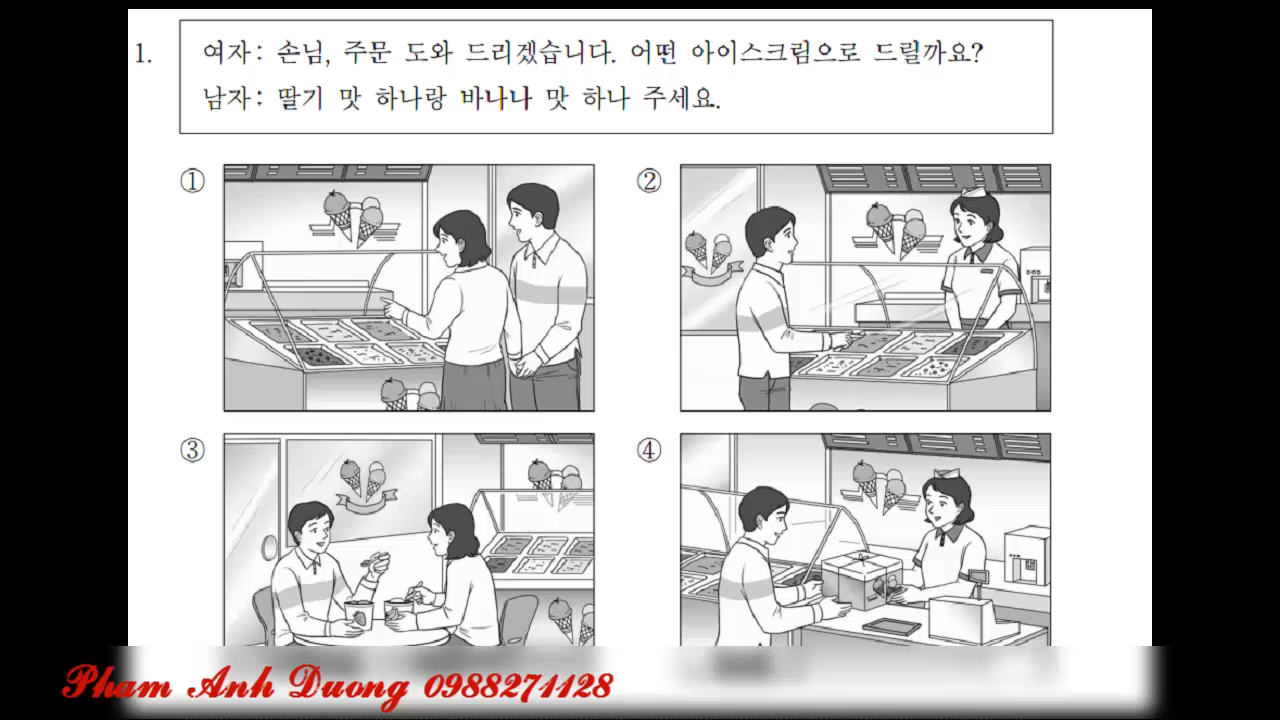 1.
여자: 손님, 주문 도와 드리겠습니다. 어떤 아이스크림으로 드릴까요?
남자: 딸기 맛 하나랑 바나나 맛 하나 주세요.
①
②
③
④
Pham Anh Duong 0988271128